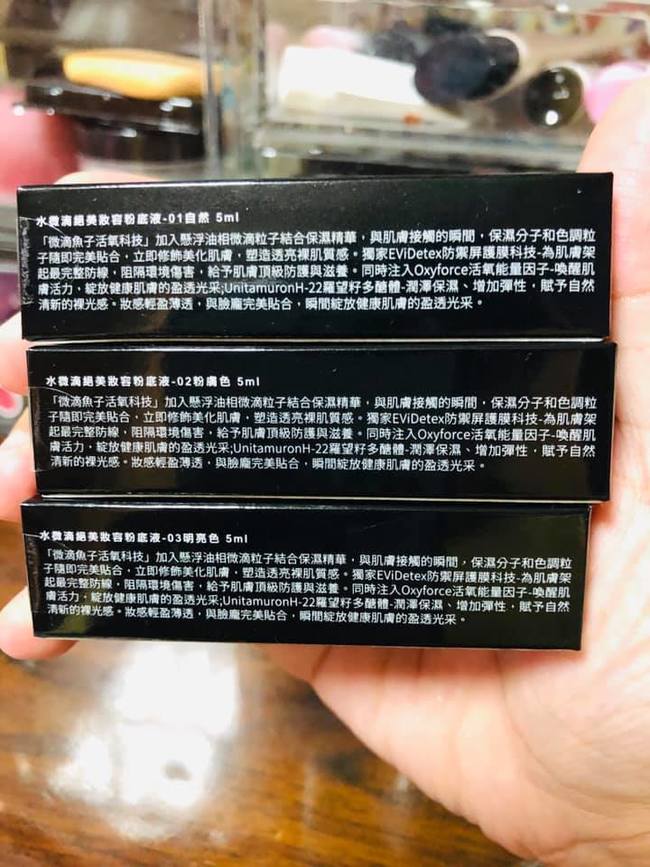 水微滴絕美妝容粉底液-01自然 5ml
「微滴魚子活氧科技」加入懸浮油相微滴粒子結合保濕精華，與肌膚接觸的瞬間，保濕分子和色調粒
子隨即完美貼合，立即修飾美化肌膚，塑造透亮裸肌質感。獨家EViDetex防禦屏護膜科技-為肌膚架
起最完整防線，阻隔環境傷害，給予肌膚頂級防護與滋養。同時注入Oxyforce活氧能量因子-喚醒肌
膚活力，綻放健康肌膚的盈透光采;UnitamuronH-22羅望籽多醣體-潤澤保濕、增加彈性，賦予自然
清新的裸光感。妝感輕盈薄透，與臉龐完美貼合，瞬間綻放健康肌膚的盈透光采。
水微滴絕美妝容粉底液-02粉膚色 5ml
「微滴魚子活氧科技」加入懸浮油相微滴粒子結合保濕精華，與肌膚接觸的瞬間，保濕分子和色調粒
子隨即完美貼合，立即修飾美化肌膚，塑造透亮裸肌質感。獨家EViDetex防禦屏護膜科技-為肌膚架
起最完整防線，阻隔環境傷害，給予肌膚頂級防護與滋養。同時注入Oxyforce活氧能量因子-喚醒肌
膚活力，綻放健康肌膚的盈透光采;UnitamuronH-22羅望籽多醣體-潤澤保濕、增加彈性，賦予自然
清新的裸光感。妝感輕盈薄透，與臉龐完美貼合，瞬間綻放健康肌膚的盈透光采。
水微滴絕美妝容粉底液-03明亮色 5ml
「微滴魚子活氧科技」加入懸浮油相微滴粒子結合保濕精華，與肌膚接觸的瞬間，保濕分子和色調粒
子隨即完美貼合，立即修飾美化肌膚，塑造透亮裸肌質感。獨家EViDetex防禦屏護膜科技-為肌膚架
起最完整防線，阻隔環境傷害，給予肌膚頂級防護與滋養。同時注入Oxyforce活氧能量因子-喚醒肌
膚活力，綻放健康肌膚的盈透光采;UnitamuronH-22羅望籽多醣體-潤澤保濕、增加彈性，賦予自然
清新的裸光感。妝感輕盈薄透，與臉龐完美貼合，瞬間綻放健康肌膚的盈透光采。